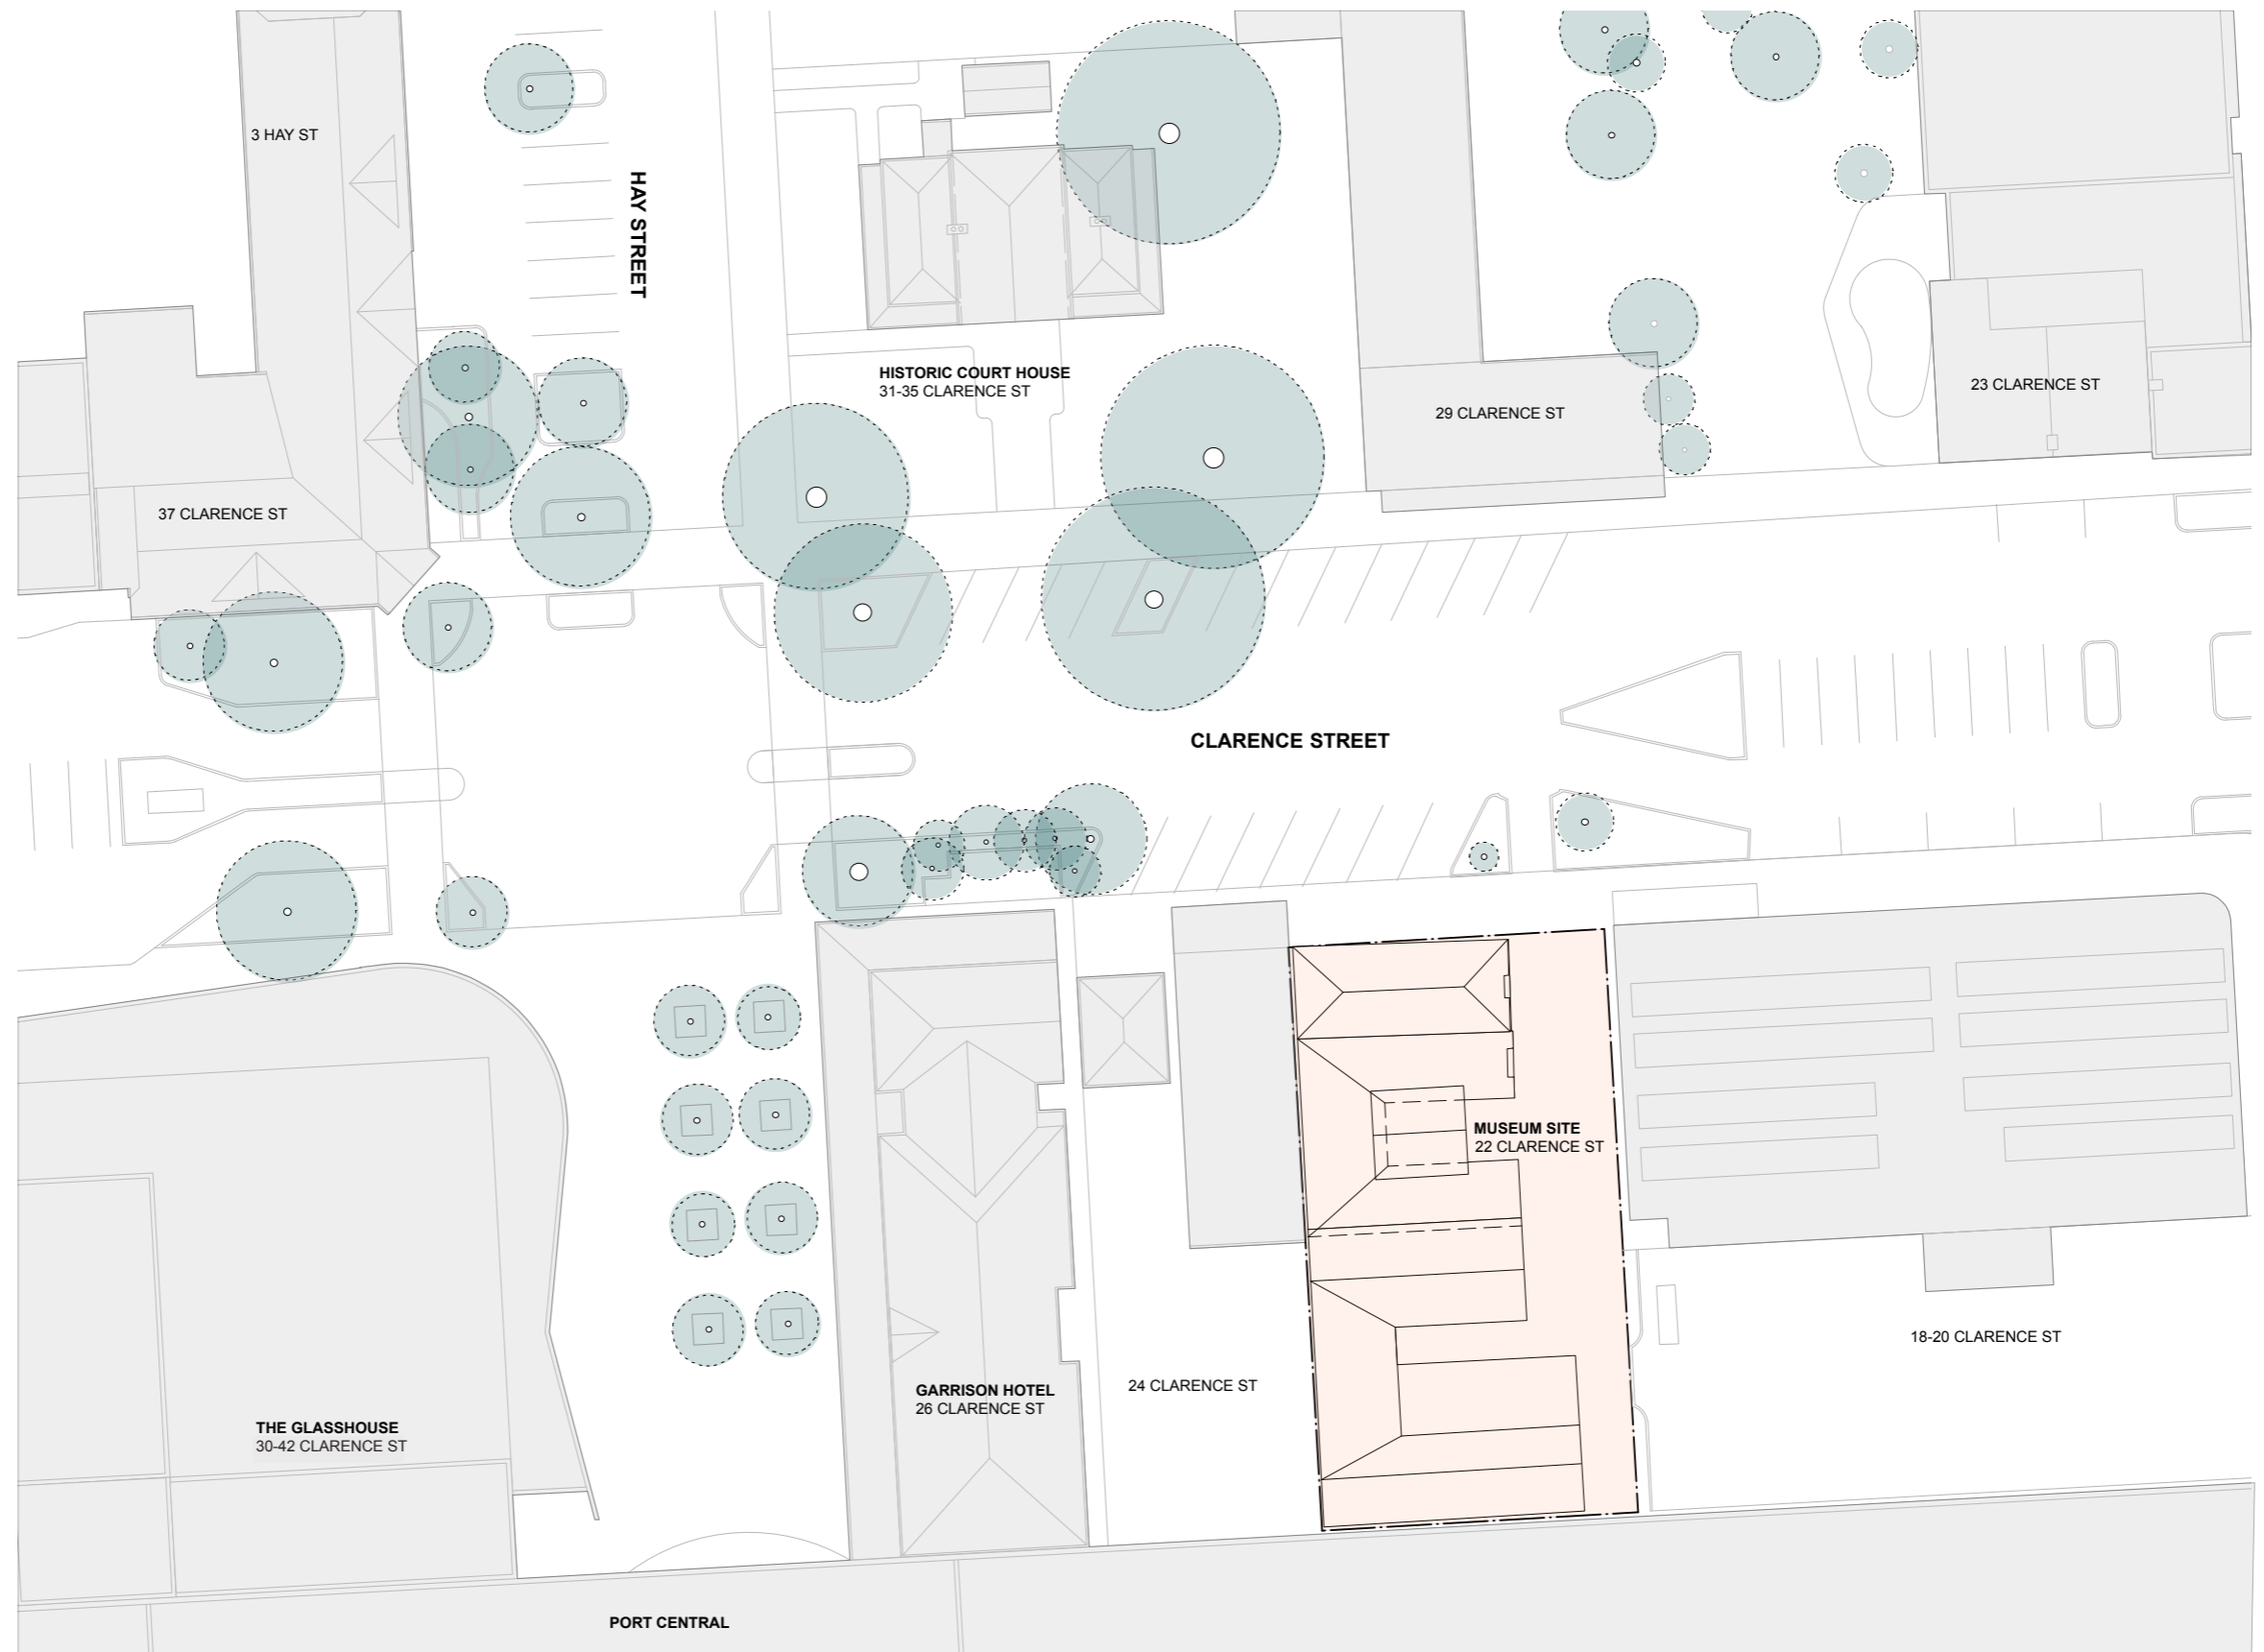 3 HAY ST
HAY STREET
HISTORIC COURT HOUSE
31-35 CLARENCE ST
29 CLARENCE ST
23 CLARENCE ST
37 CLARENCE ST
CLARENCE STREET
MUSEUM SITE
22 CLARENCE ST
18-20 CLARENCE ST
24 CLARENCE ST
GARRISON HOTEL
26 CLARENCE ST
THE GLASSHOUSE
30-42 CLARENCE ST
PORT CENTRAL